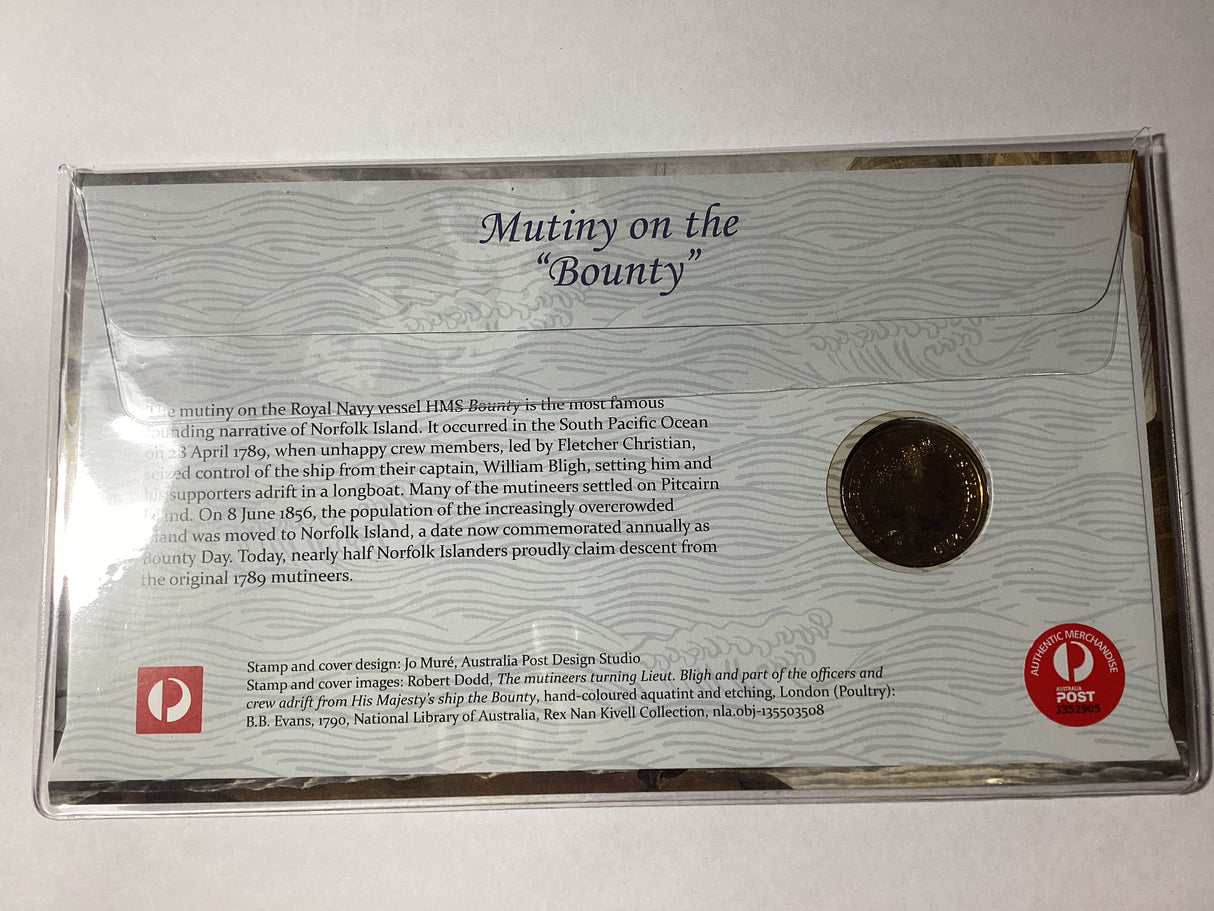 Mutiny on the
“Bounty”
The mutiny on the Royal Navy vessel HMS Bounty is the most famous
founding narrative of Norfolk Island. It occurred in the South Pacific Ocean
on 28 April 1789, when unhappy crew members, led by Fletcher Christian,
seized control of the ship from their captain, William Bligh, setting him and
his supporters adrift in a longboat. Many of the mutineers settled on Pitcairn
Island. On 8 June 1856, the population of the increasingly overcrowded
island was moved to Norfolk Island, a date now commemorated annually as
Bounty Day. Today, nearly half Norfolk Islanders proudly claim descent from
the original 1789 mutineers.
Stamp and cover design: Jo Muré, Australia Post Design Studio
Stamp and cover images: Robert Dodd, The mutineers turning Lieut. Bligh and part of the officers and
crew adrift from His Majesty's ship the Bounty, hand-coloured aquatint and etching, London (Poultry):
B.B. Evans, 1790, National Library of Australia, Rex Nan Kivell Collection, nla.obj-135503508
AUTHENTIC MERCHANDISE
AUSTRALIA
POST
J352905